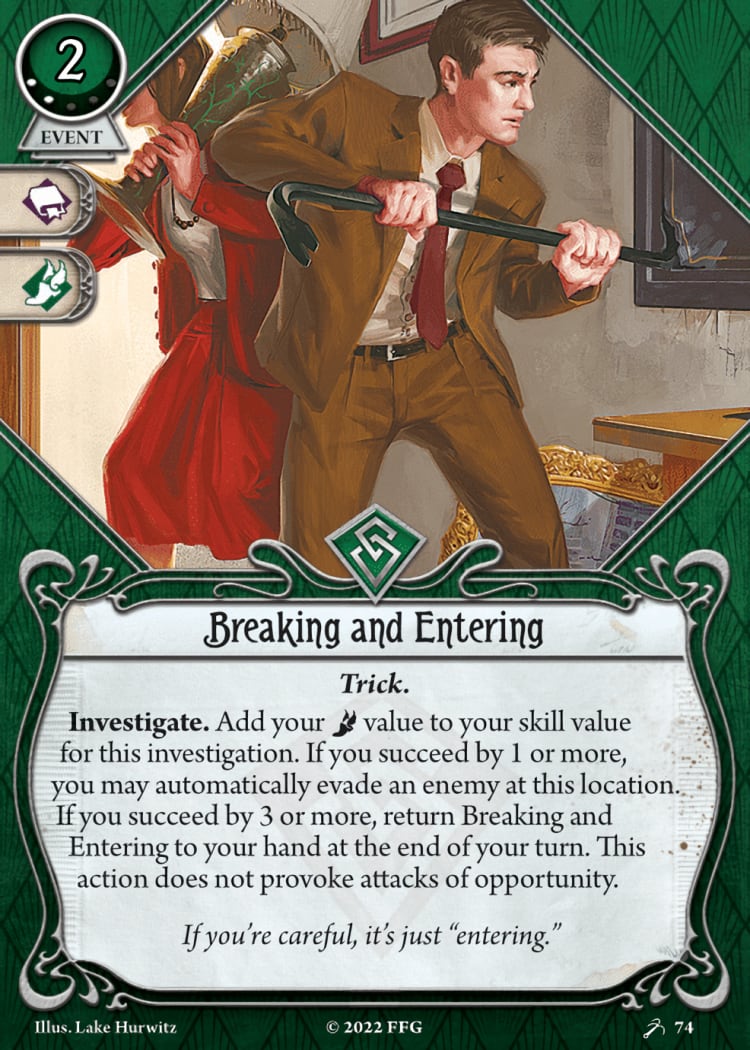 2
EVENT
Breaking and Entering
Trick.
Investigate. Add your value to your skill value
for this investigation. If you succeed by 1 or more,
you may automatically evade an enemy at this location.
If you succeed by 3 or more, return Breaking and
Entering to your hand at the end of your turn. This
action does not provoke attacks of opportunity.
If you're careful, it's just “entering.”
Illus. Lake Hurwitz © 2022 FFG 74